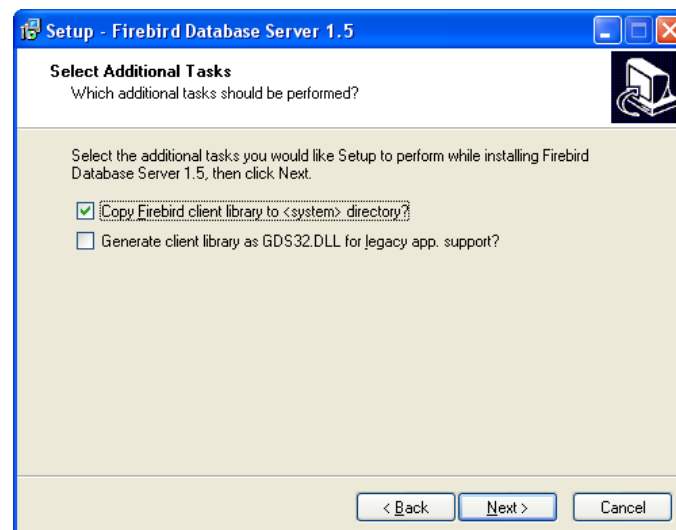 Setup - Firebird Database Server 1.5
Select Additional Tasks
Which additional tasks should be performed?
Select the additional tasks you would like Setup to perform while installing Firebird
Database Server 1.5, then click Next.
Copy Firebird client library to <system> directory?
Generate client library as GDS32.DLL for legacy app. support?
< Back
Next >
Cancel